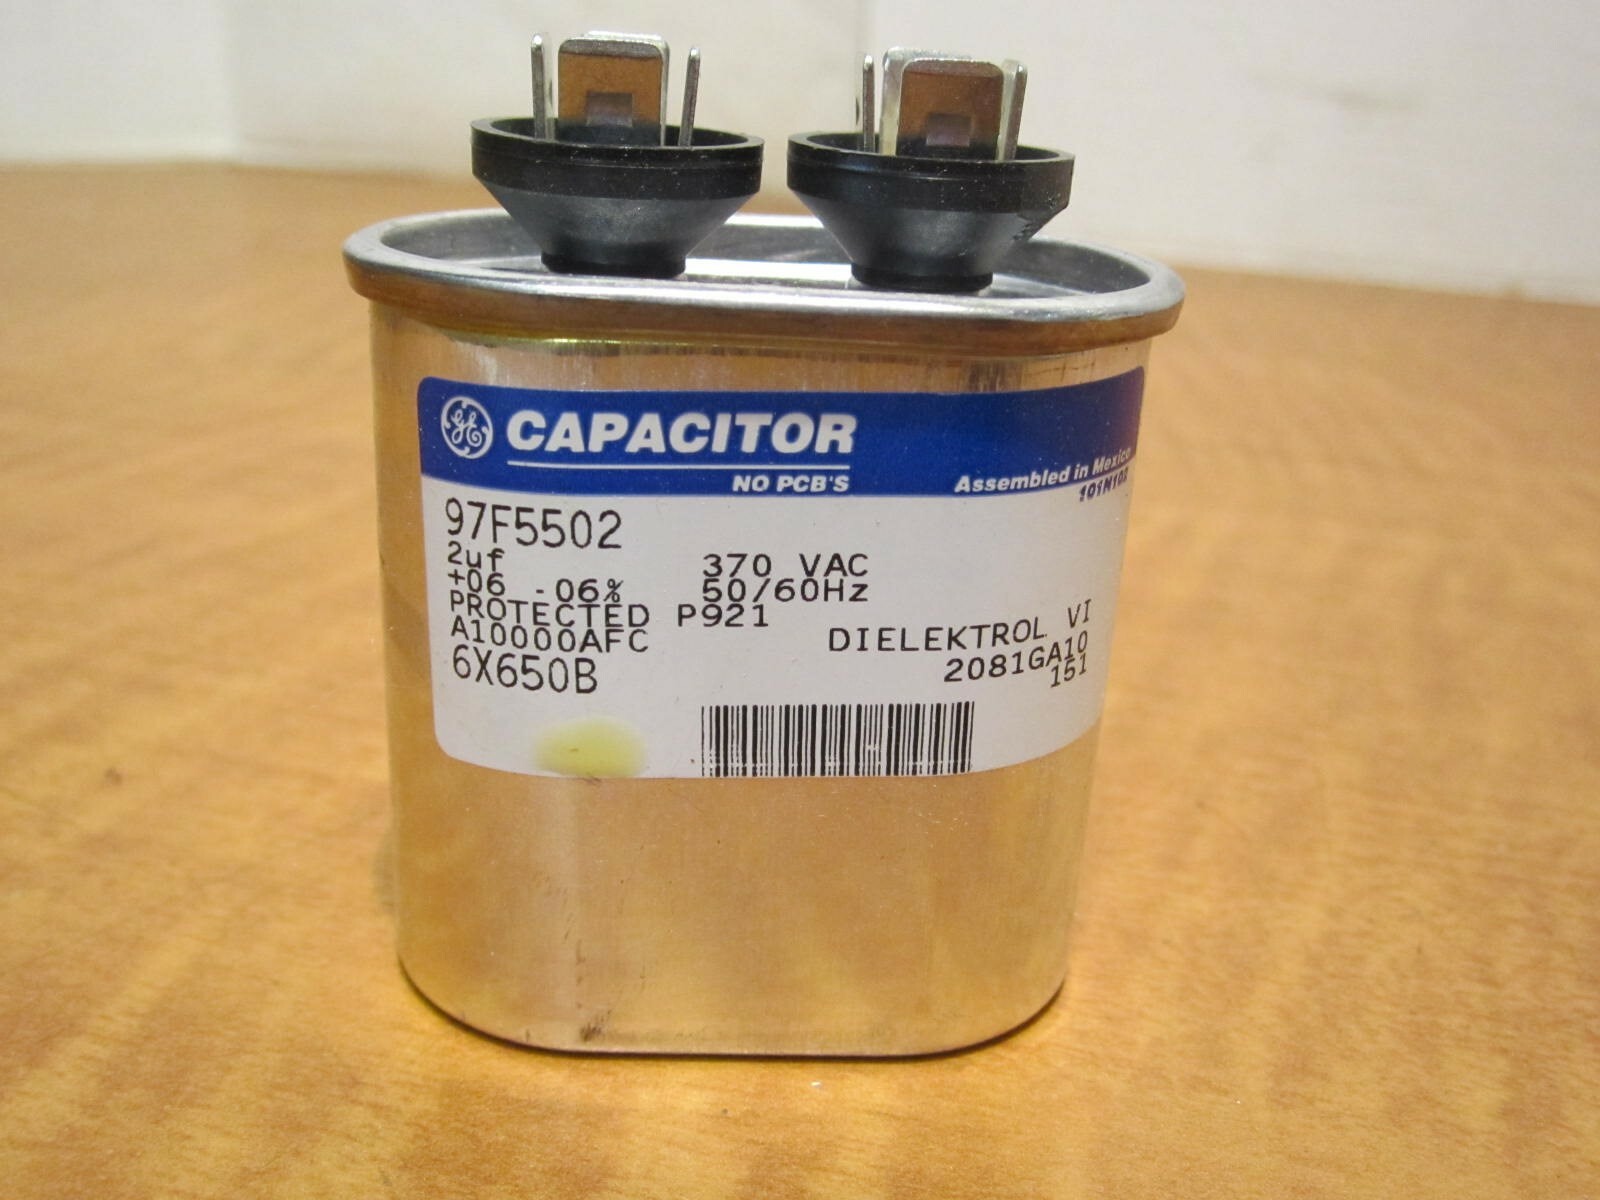 GE CAPACITOR
NO PCB'S
Assembled in Mexico
97F5502
2uf 370 VAC
+06 -06% 50/60Hz
PROTECTED P921
A10000AFC DIELEKTROL VI
6X650B 2081GA10
151